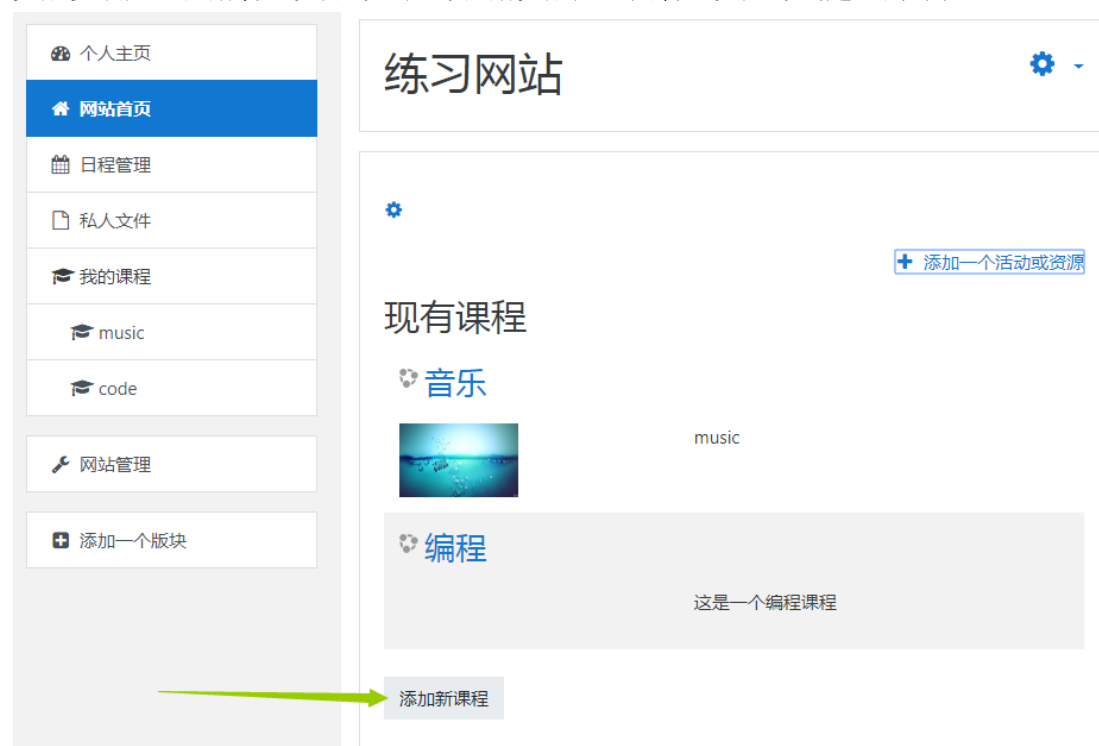 个人主页
网站首页
日程管理
私人文件
我的课程
music
code
网站管理
添加一个版块
练习网站
添加一个活动或资源
现有课程
音乐
music
编程
这是一个编程课程
添加新课程